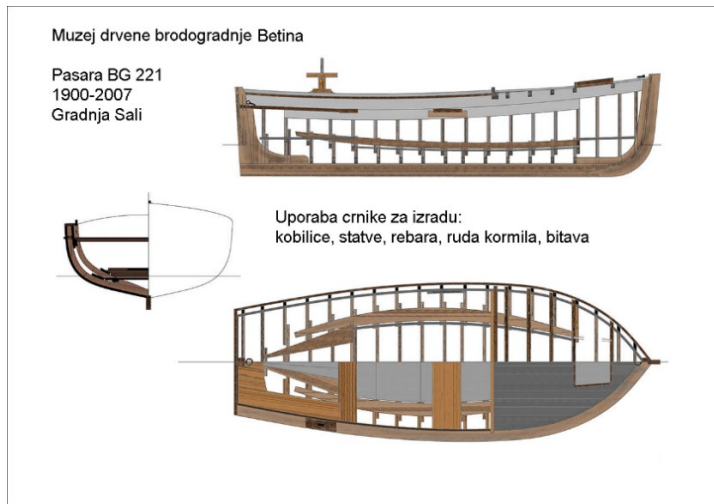 Muzej drvene brodogradnje Betina
Pasara BG 221
1900-2007
Gradnja Sali
Uporaba crnike za izradu:
kobilice, statve, rebara, ruda kormila, bitava